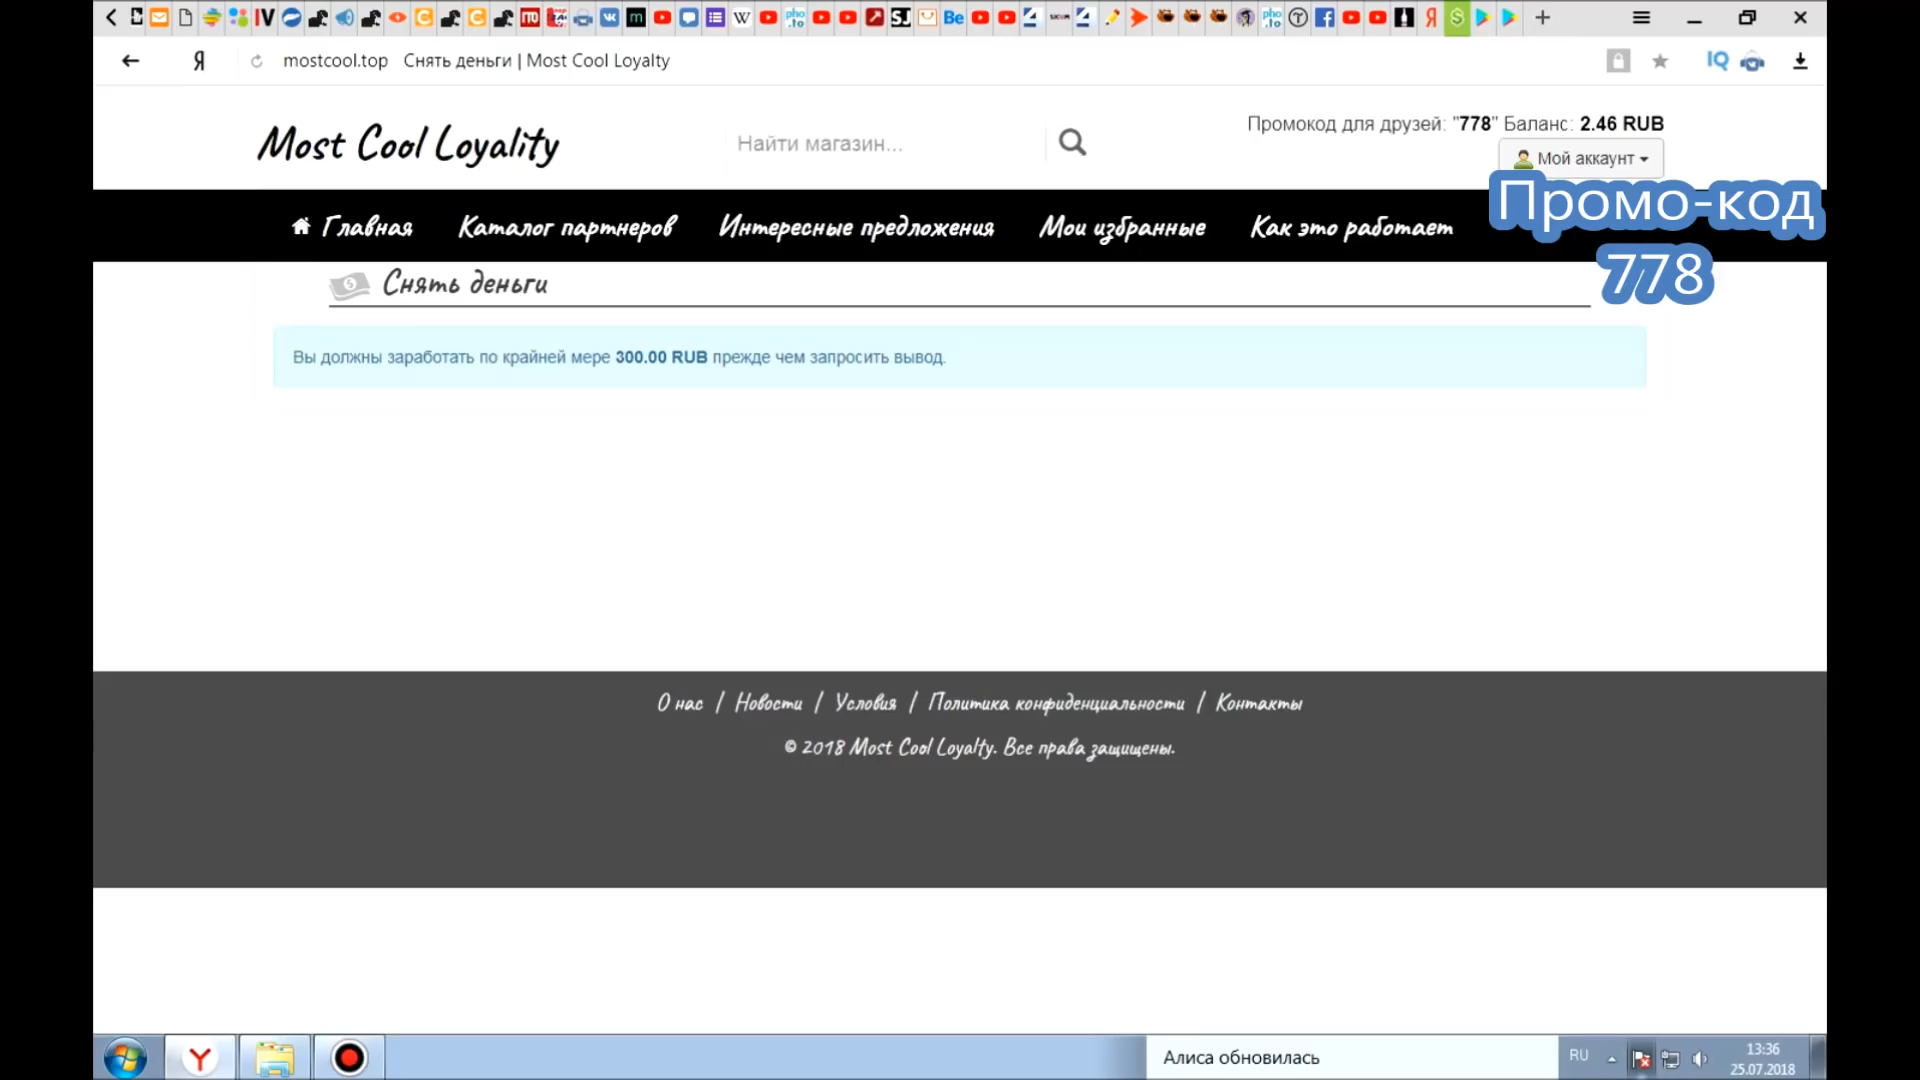 mostcool.top Снять деньги | Most Cool Loyalty
IQ
Most Cool Loyality
Найти магазин...
Промокод для друзей: "778" Баланс: 2.46 RUB
Мой аккаунт
Промо-код
778
Главная Каталог партнеров Интересные предложения Мои избранные Как это работает
Снять деньги
Вы должны заработать по крайней мере 300.00 RUB прежде чем запросить вывод.
О нас / Новости / Условия / Политика конфиденциальности / Контакты
© 2018 Most Cool Loyalty. Все права защищены.
Алиса обновилась
RU
13:36
25.07.2018